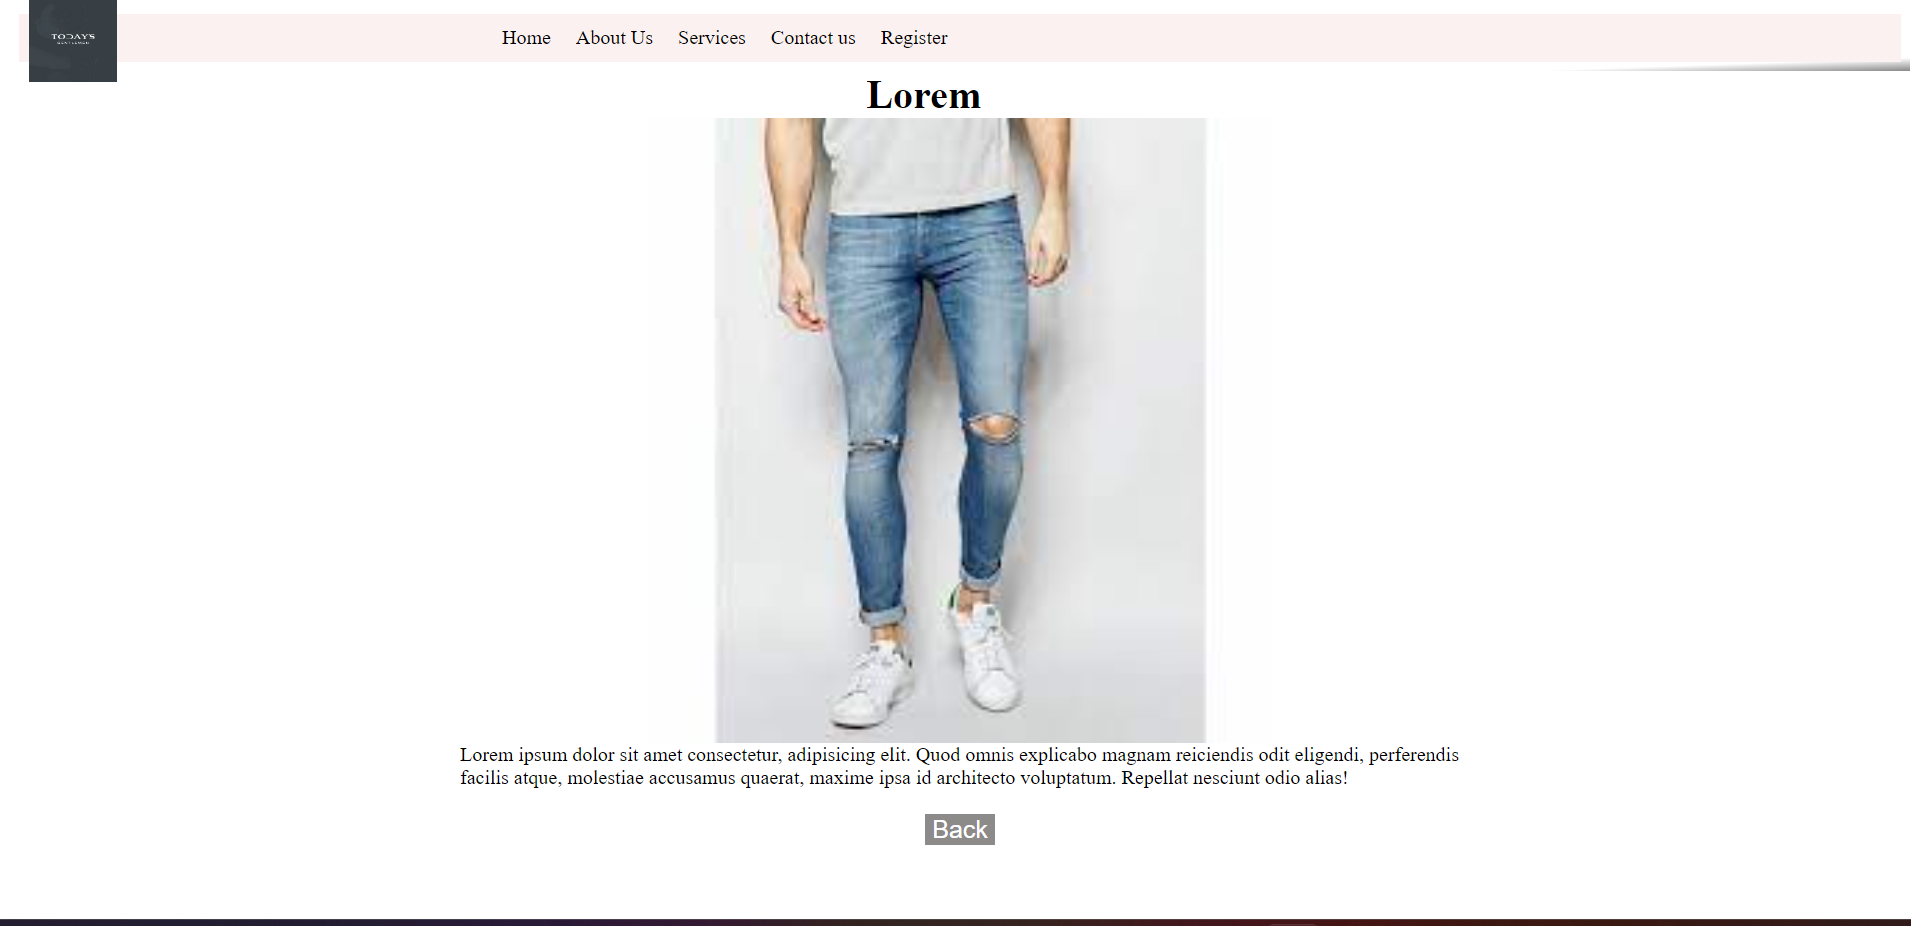 TODAY'S
GENTLEMEN
Home About Us Services Contact us Register
Lorem
Lorem ipsum dolor sit amet consectetur, adipisicing elit. Quod omnis explicabo magnam reiciendis odit eligendi, perferendis
facilis atque, molestiae accusamus quaerat, maxime ipsa id architecto voluptatum. Repellat nesciunt odio alias!
Back